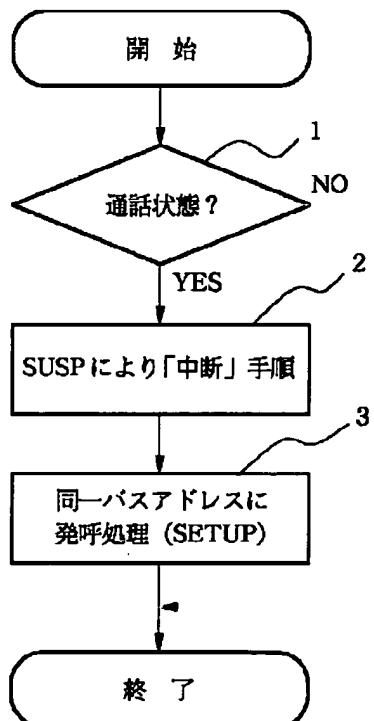 開 始
1
通話状態?
NO
YES
2
SUSPにより「中断」手順
3
同一バスアドレスに
発呼処理(SETUP)
終 了